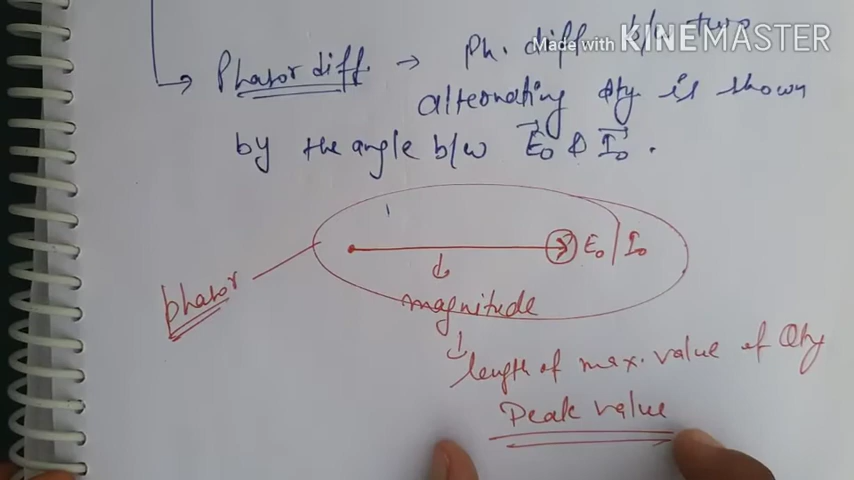 Made with KINEMASTER
Phasor diff. → Ph. diff b/w two
alternating Qty is shown
by the angle b/w E₀ & I₀.
E₀/I₀
phasor
magnitude
length of max. value of Qty
Peak value